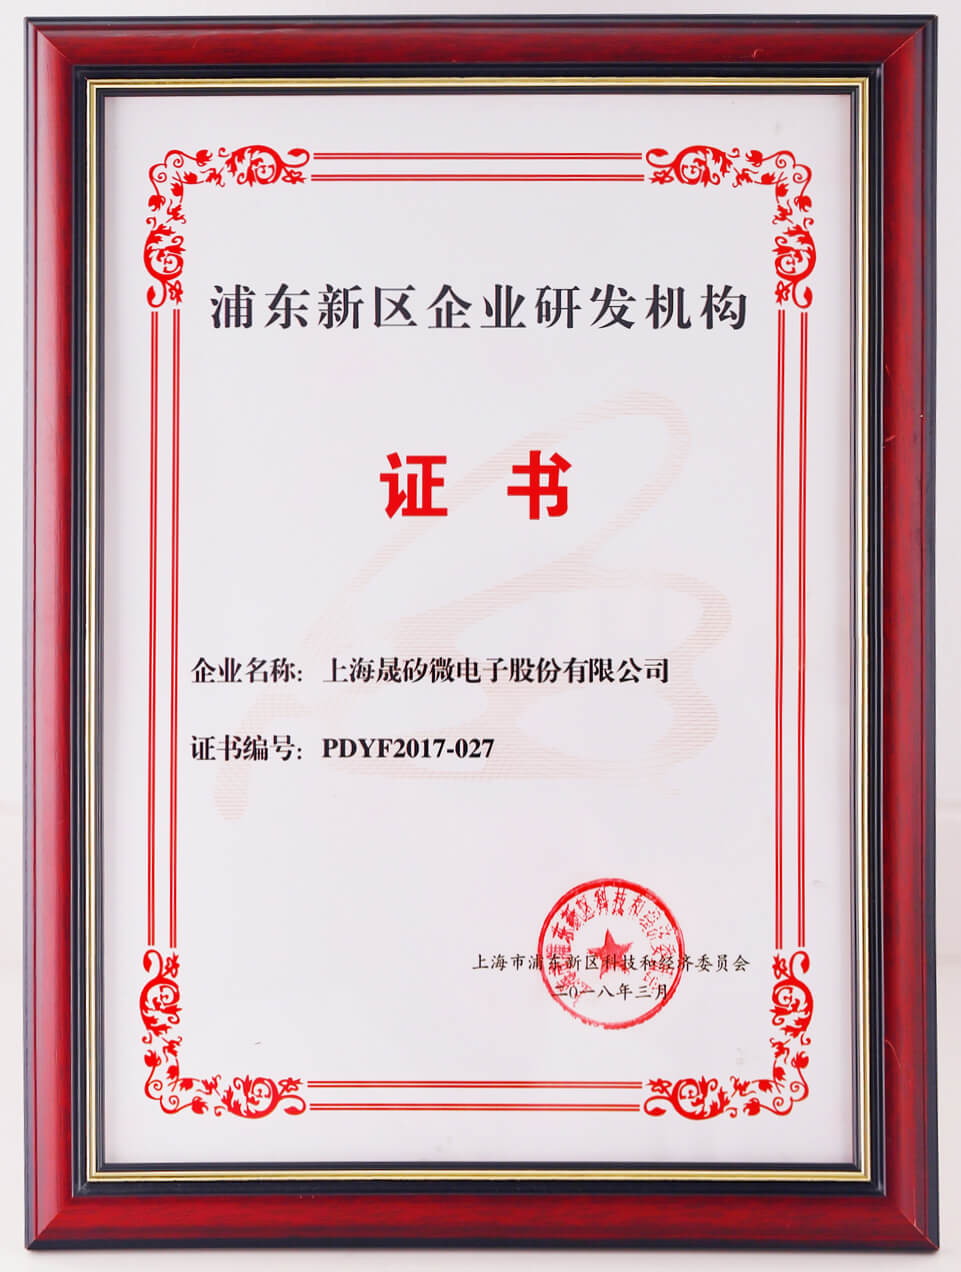 浦东新区企业研发机构
证 书
企业名称：上海晟矽微电子股份有限公司
证书编号：PDYF2017-027
上海市浦东新区科技和经济委员会
二〇一八年三月